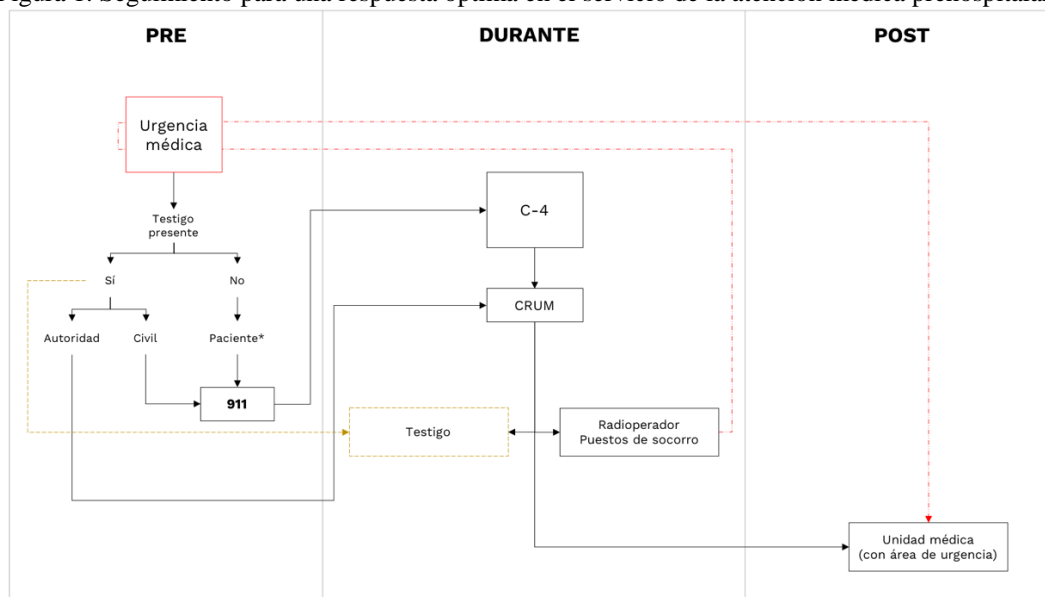 Figura 1. Seguimiento para una respuesta óptima en el servicio de la atención médica prehospitalaria
PRE
DURANTE
POST
Urgencia
médica
Testigo
presente
Sí
No
Autoridad
Civil
Paciente*
911
C-4
CRUM
Testigo
Radioperador
Puestos de socorro
Unidad médica
(con área de urgencia)